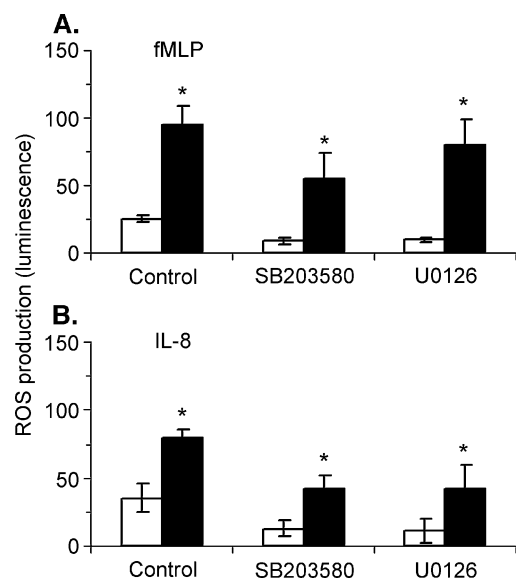 A.
fMLP
150
100
50
0
*
*
*
Control SB203580 U0126
ROS production (luminescence)
B.
IL-8
150
100
50
0
*
*
*
Control SB203580 U0126